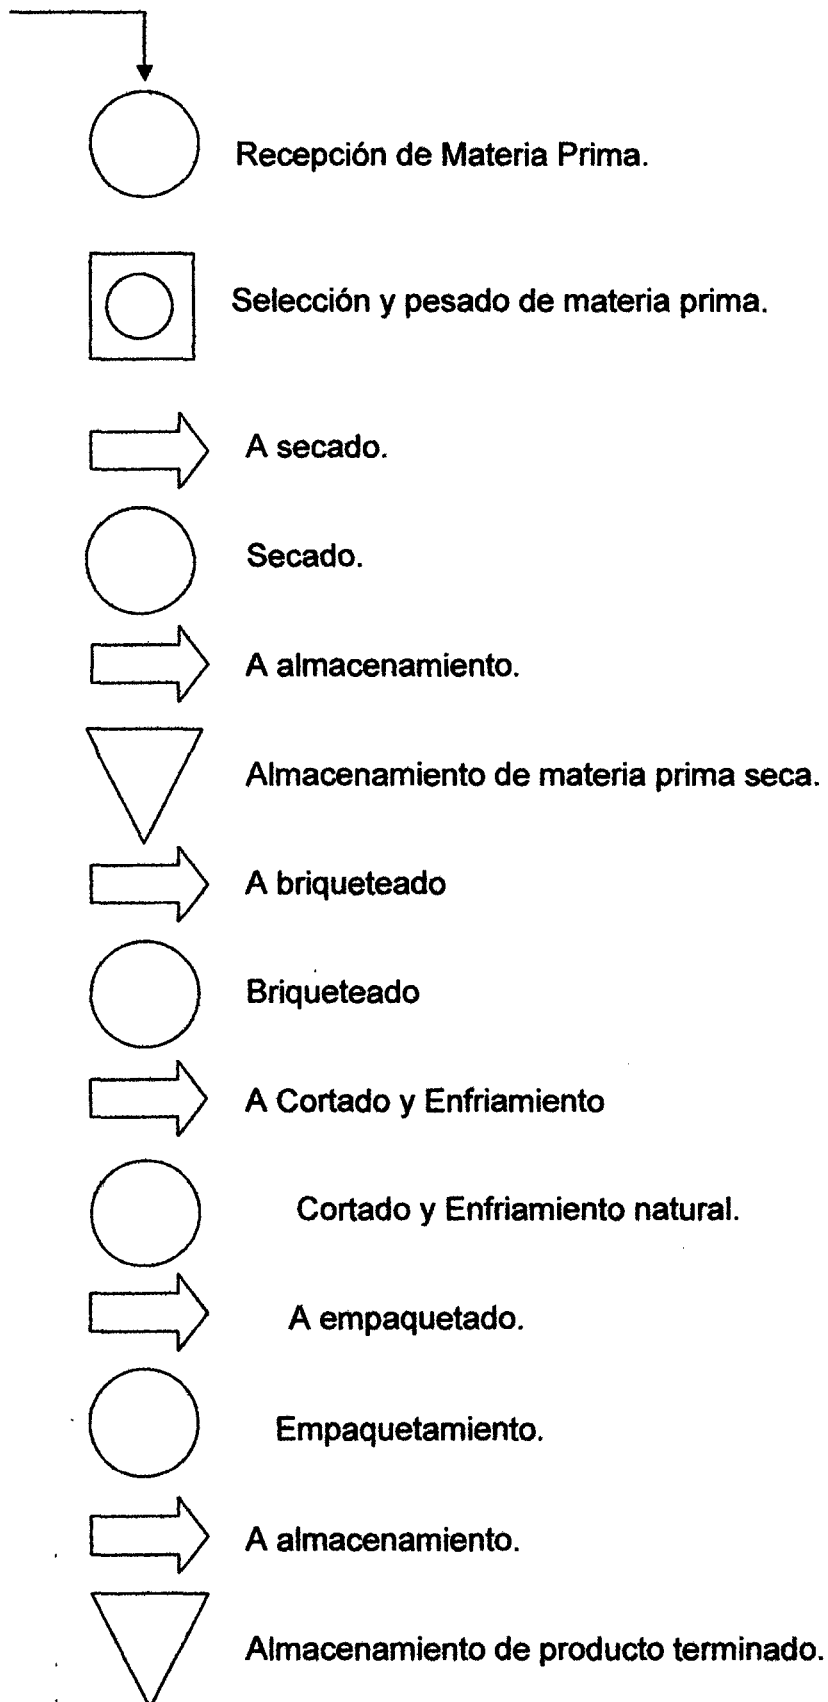 Recepción de Materia Prima.
Selección y pesado de materia prima.
A secado.
Secado.
A almacenamiento.
Almacenamiento de materia prima seca.
A briqueteado
Briqueteado
A Cortado y Enfriamiento
Cortado y Enfriamiento natural.
A empaquetado.
Empaquetamiento.
A almacenamiento.
Almacenamiento de producto terminado.